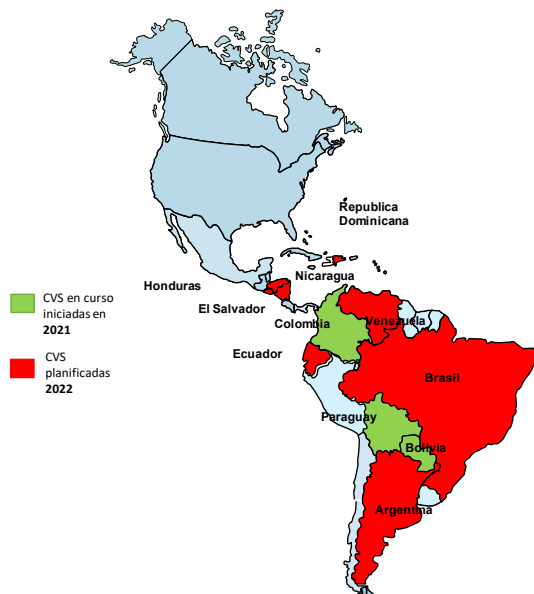 Republica
Dominicana
Nicaragua
Honduras
El Salvador
Colombia
Venezuela
Ecuador
Brasil
Paraguay
Bolivia
Argentina
CVS en curso
iniciadas en
2021
CVS
planificadas
2022